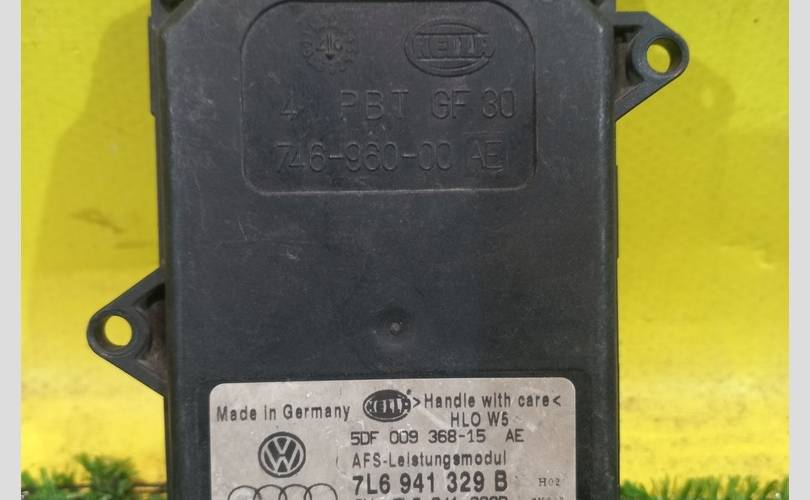 HELLA
4 PBT GF 30
746-960-00 AE
Made in Germany HELLA >Handle with care<
HLO W5
5DF 009 368-15 AE
AFS-Leistungsmodul
7L6 941 329 B